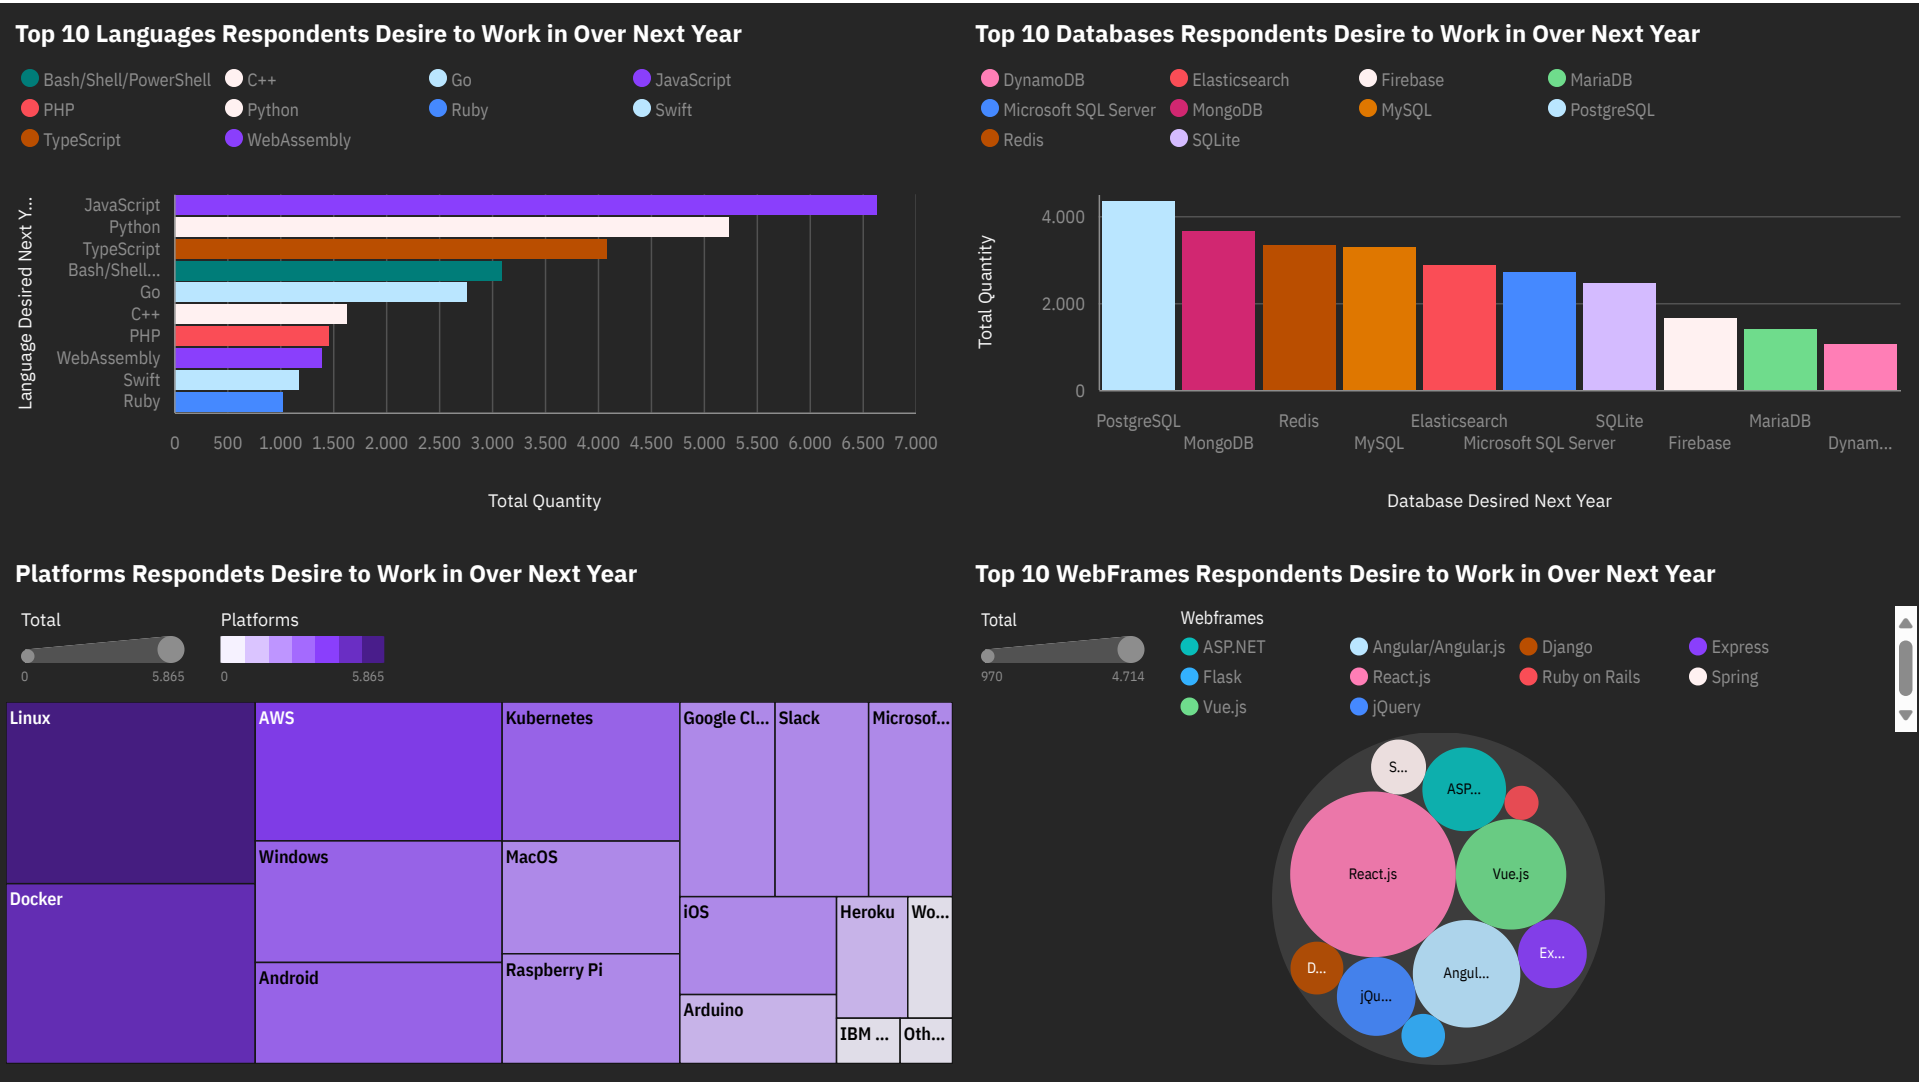 Top 10 Languages Respondents Desire to Work in Over Next Year
Bash/Shell/PowerShell C++ Go JavaScript
PHP Python Ruby Swift
TypeScript WebAssembly
Language Desired Next Y...
JavaScript
Python
TypeScript
Bash/Shell...
Go
C++
PHP
WebAssembly
Swift
Ruby
0 500 1.000 1.500 2.000 2.500 3.000 3.500 4.000 4.500 5.000 5.500 6.000 6.500 7.000
Total Quantity
Top 10 Databases Respondents Desire to Work in Over Next Year
DynamoDB Elasticsearch Firebase MariaDB
Microsoft SQL Server MongoDB MySQL PostgreSQL
Redis SQLite
Total Quantity
4.000
2.000
0
PostgreSQL Redis Elasticsearch SQLite MariaDB
MongoDB MySQL Microsoft SQL Server Firebase Dynam...
Database Desired Next Year
Platforms Respondets Desire to Work in Over Next Year
Total Platforms
0 5.865 0 5.865
Linux AWS Kubernetes Google Cl... Slack Microsof...
Windows MacOS
Docker
iOS Heroku Wo...
Android Raspberry Pi
Arduino
IBM ... Oth...
Top 10 WebFrames Respondents Desire to Work in Over Next Year
Total Webframes
970 4.714
ASP.NET Angular/Angular.js Django Express
Flask React.js Ruby on Rails Spring
Vue.js jQuery
S...
ASP...
React.js Vue.js
Ex...
D... Angul...
jQu...